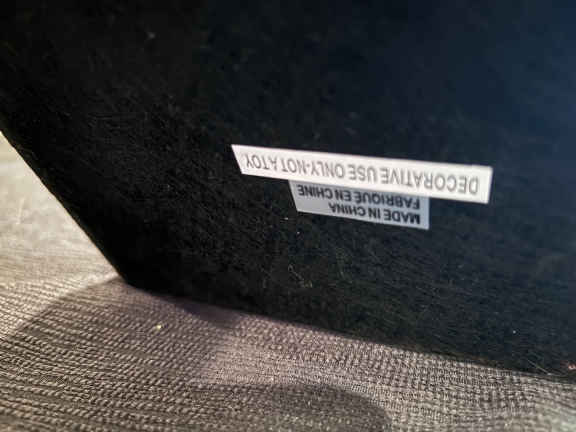 MADE IN CHINA
FABRIQUÉ EN CHINE
DECORATIVE USE ONLY-NOT A TOY.